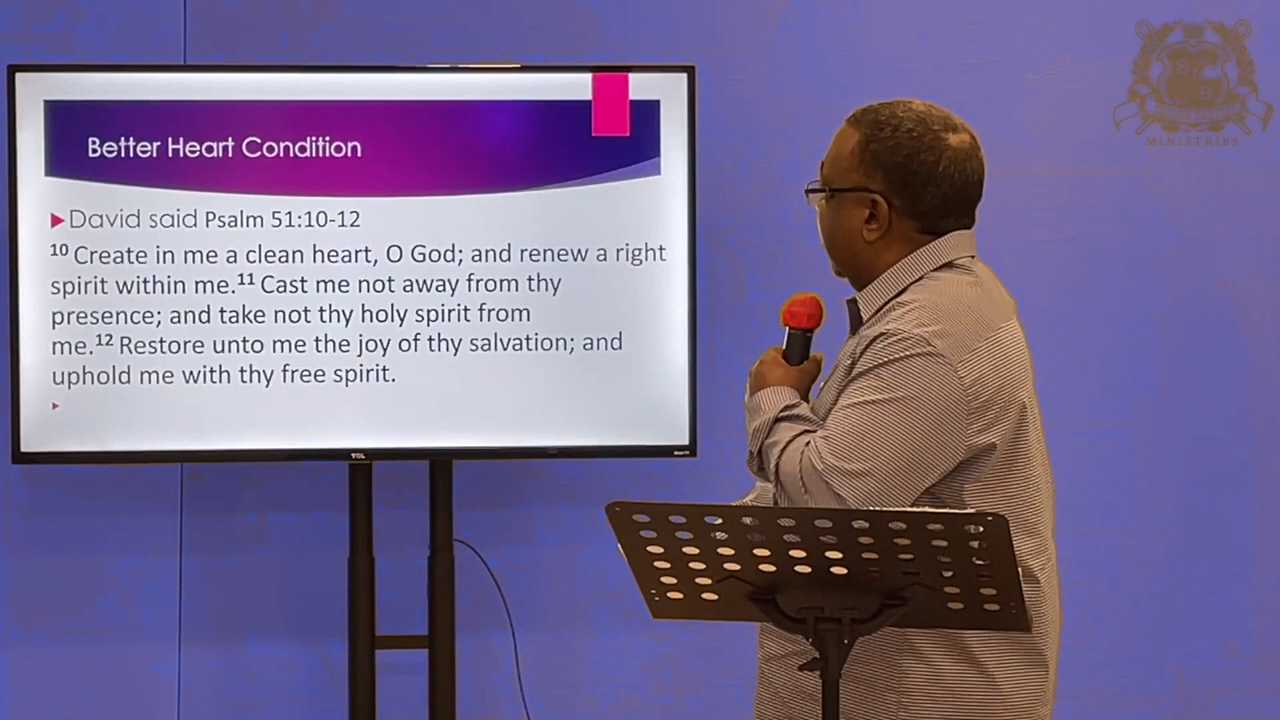 Better Heart Condition
David said Psalm 51:10-12
10 Create in me a clean heart, O God; and renew a right
spirit within me.11 Cast me not away from thy
presence; and take not thy holy spirit from
me.12 Restore unto me the joy of thy salvation; and
uphold me with thy free spirit.
TCL
MINISTRIES